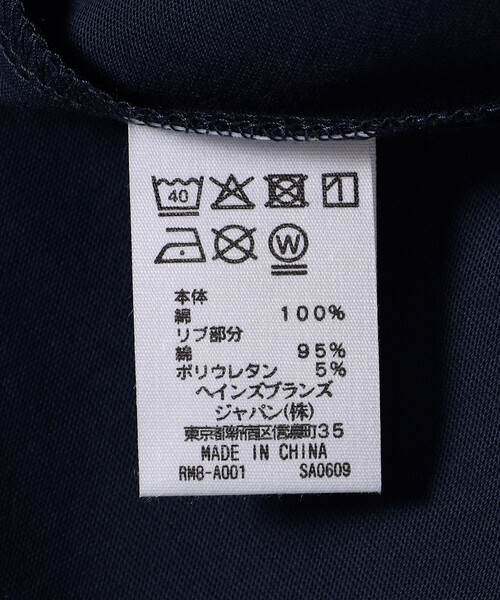 40
W
本体
綿 100%
リブ部分
綿 95%
ポリウレタン 5%
ヘインズブランズ
ジャパン(株)
東京都新宿区信濃町35
MADE IN CHINA
RM8-A001 SA0609